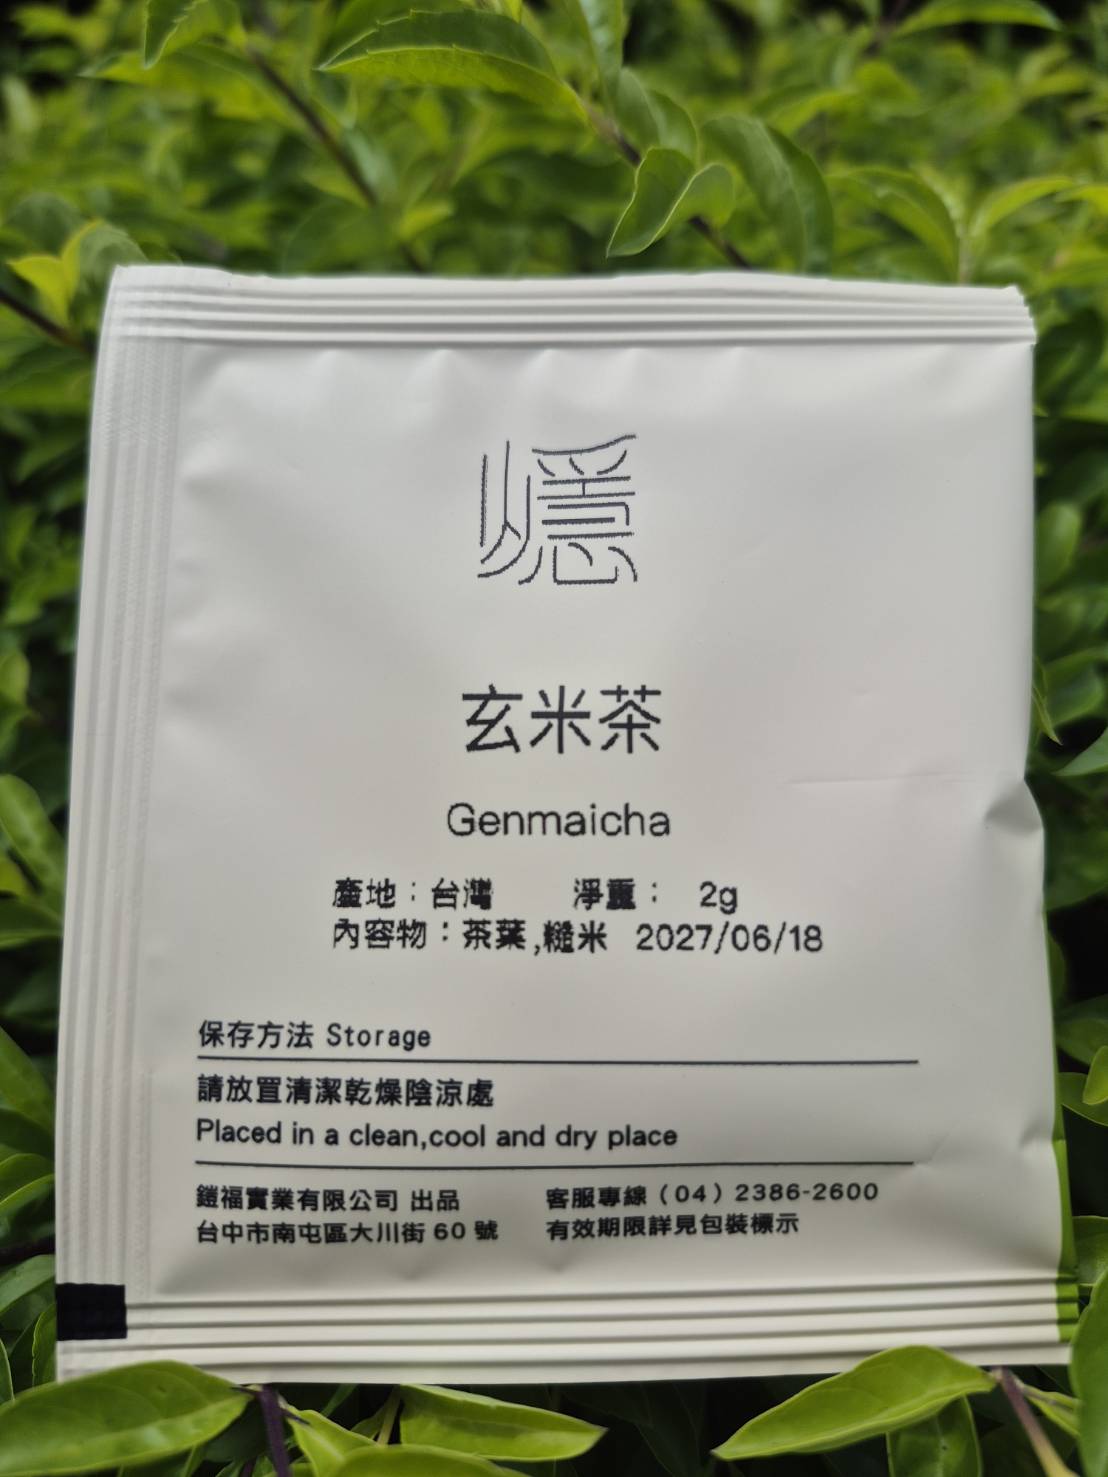 玄米茶
Genmaicha
產地：台灣 淨重： 2g
內容物：茶葉,糙米 2027/06/18
保存方法 Storage
請放置清潔乾燥陰涼處
Placed in a clean,cool and dry place
鎧福實業有限公司 出品 客服專線（04）2386-2600
台中市南屯區大川街 60 號 有效期限詳見包裝標示